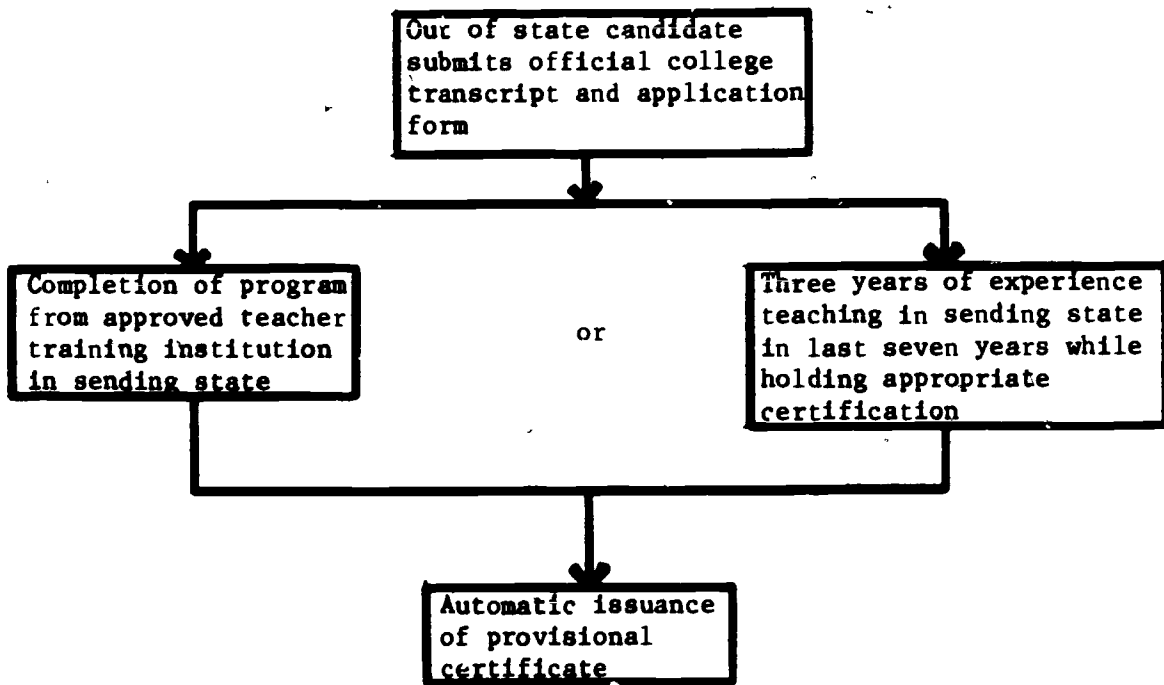 Out of state candidate
submits official college
transcript and application
form
Completion of program
from approved teacher
training institution
in sending state
or
Three years of experience
teaching in sending state
in last seven years while
holding appropriate
certification
Automatic issuance
of provisional
certificate